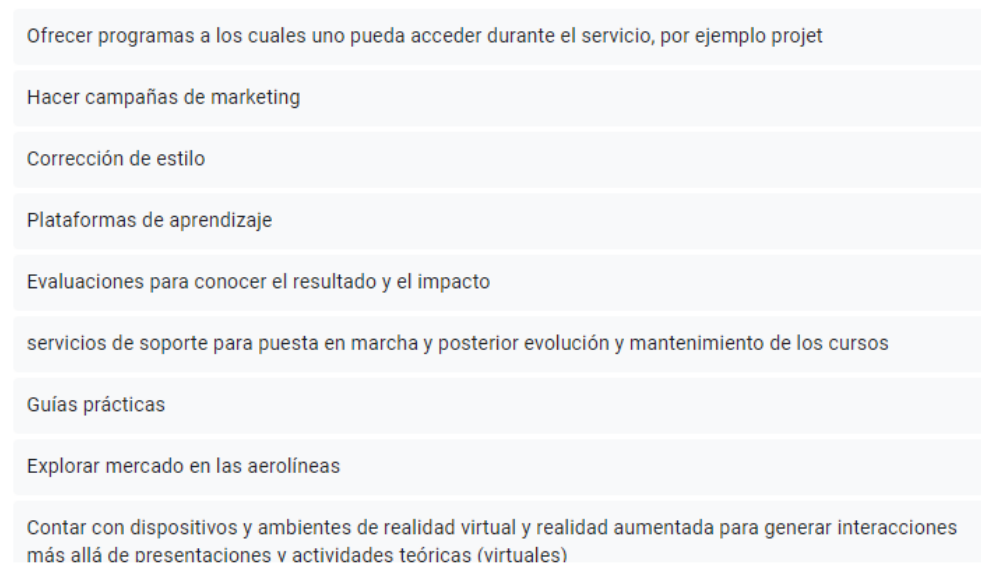 Ofrecer programas a los cuales uno pueda acceder durante el servicio, por ejemplo projet
Hacer campañas de marketing
Corrección de estilo
Plataformas de aprendizaje
Evaluaciones para conocer el resultado y el impacto
servicios de soporte para puesta en marcha y posterior evolución y mantenimiento de los cursos
Guías prácticas
Explorar mercado en las aerolíneas
Contar con dispositivos y ambientes de realidad virtual y realidad aumentada para generar interacciones
más allá de presentaciones y actividades teóricas (virtuales)